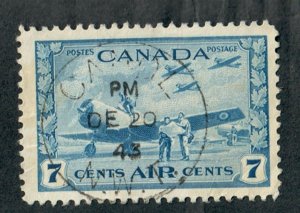 POSTES POSTAGE
CANADA
PM
DE 20
43
7 CENTS AIR CENTS 7